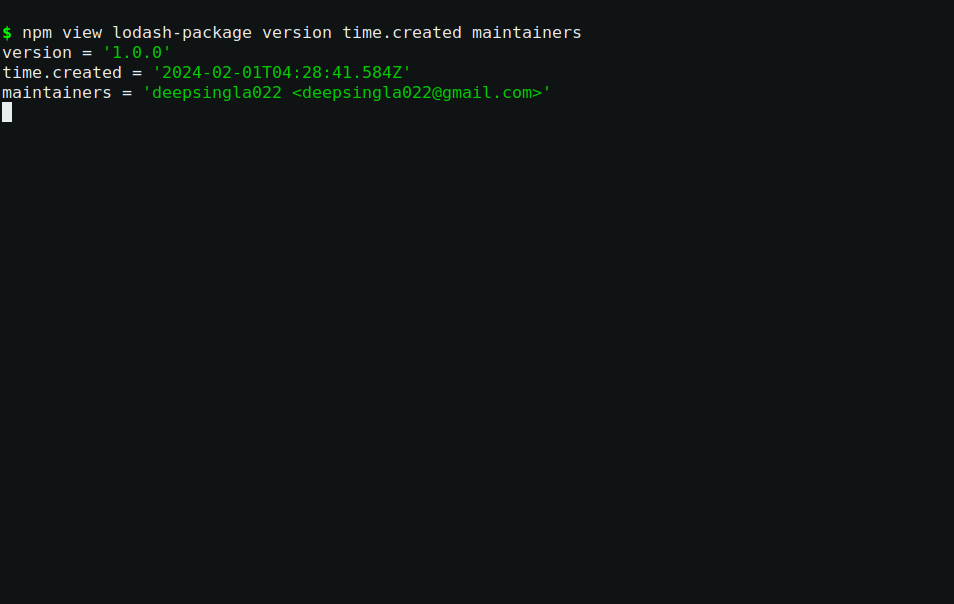 $ npm view lodash-package version time.created maintainers
version = '1.0.0'
time.created = '2024-02-01T04:28:41.584Z'
maintainers = 'deepsingla022 <deepsingla022@gmail.com>'